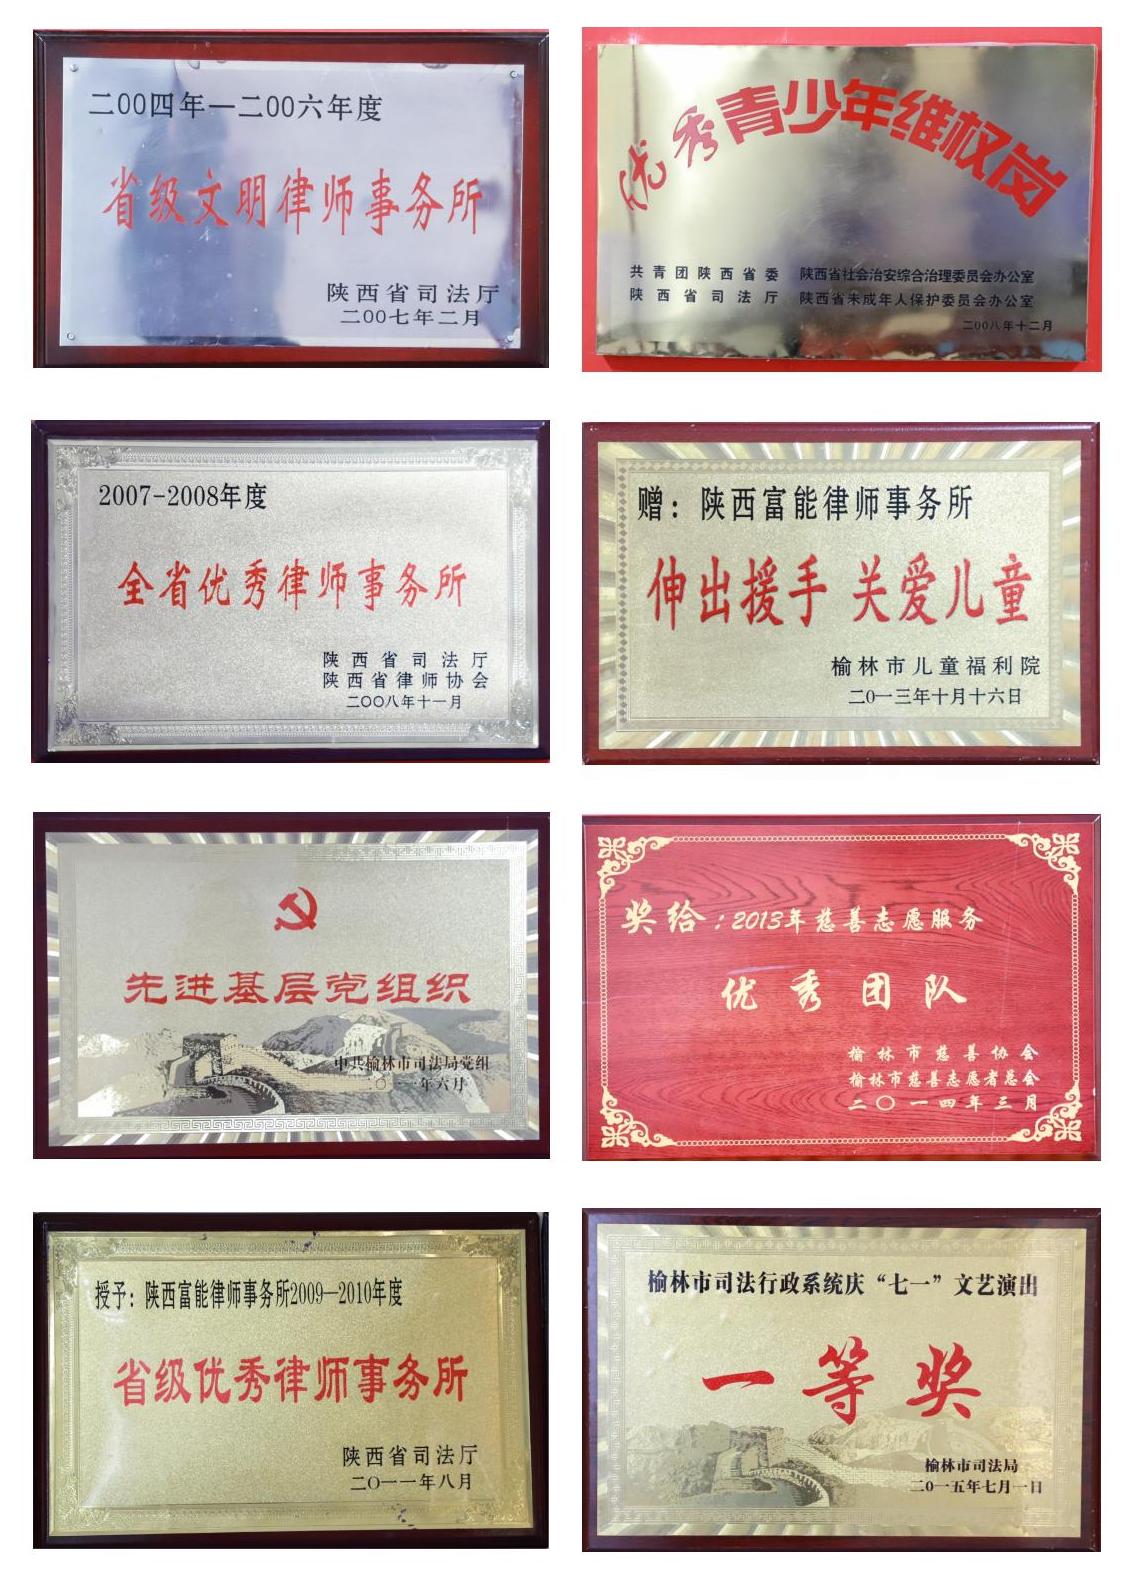 二00四年—二00六年度
省级文明律师事务所
陕西省司法厅
二00七年二月
优秀青少年维权岗
共青团陕西省委 陕西省社会治安综合治理委员会办公室
陕西省司法厅 陕西省未成年人保护委员会办公室
二00八年十二月
2007-2008年度
全省优秀律师事务所
陕西省司法厅
陕西省律师协会
二〇〇八年十一月
赠：陕西富能律师事务所
伸出援手 关爱儿童
榆林市儿童福利院
二0一三年十月十六日
先进基层党组织
中共榆林市司法局党组
二〇一一年六月
奖给：2013年慈善志愿服务
优秀团队
榆林市慈善协会
榆林市慈善志愿者总会
二〇一四年三月
授予：陕西富能律师事务所2009—2010年度
省级优秀律师事务所
陕西省司法厅
二〇一一年八月
榆林市司法行政系统庆“七一”文艺演出
一等奖
榆林市司法局
二0一五年七月一日